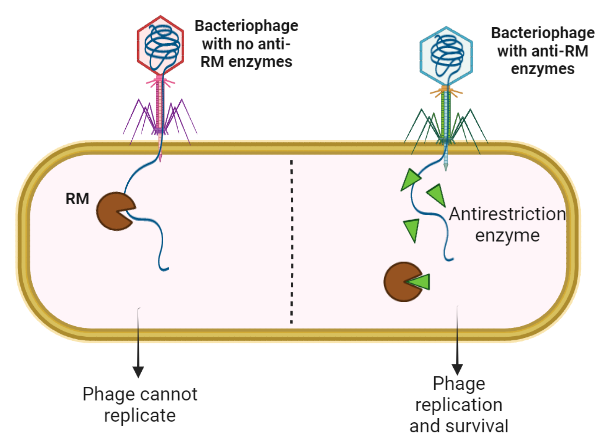 Bacteriophage
with no anti-
RM enzymes
Bacteriophage
with anti-RM
enzymes
RM
Antirestriction
enzyme
Phage cannot
replicate
Phage
replication
and survival